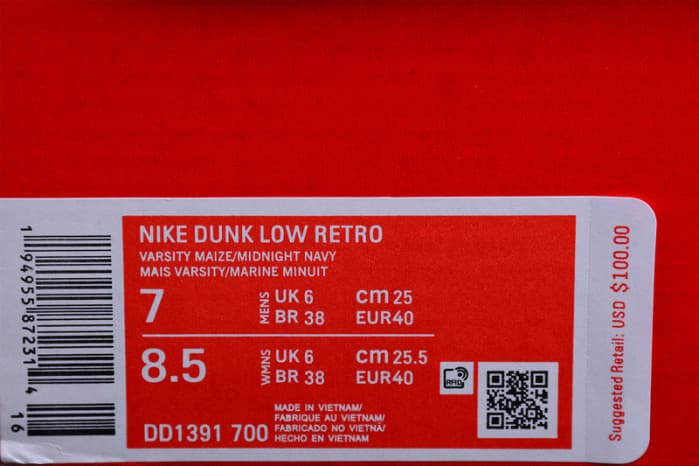 NIKE DUNK LOW RETRO
VARSITY MAIZE/MIDNIGHT NAVY
MAIS VARSITY/MARINE MINUIT
7 MENS UK 6 cm 25
BR 38 EUR40
8.5 WMNS UK 6 cm 25.5
BR 38 EUR40
RFID
DD1391 700
MADE IN VIETNAM/
FABRIQUE AU VIETNAM/
FABRICADO NO VIETNÃ/
HECHO EN VIETNAM
1 94955 87231 4
16
Suggested Retail: USD $100.00